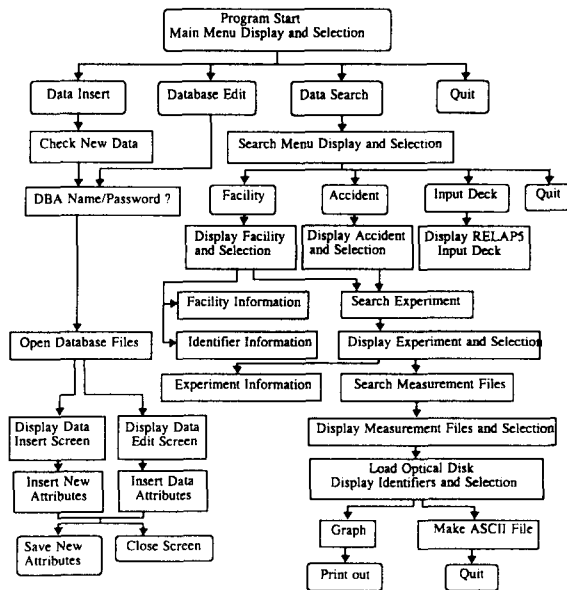 Program Start
Main Menu Display and Selection
Data Insert
Database Edit
Data Search
Quit
Check New Data
Search Menu Display and Selection
DBA Name/Password ?
Facility
Accident
Input Deck
Quit
Display Facility
and Selection
Display Accident
and Selection
Display RELAP5
Input Deck
Facility Information
Search Experiment
Open Database Files
Identifier Information
Display Experiment and Selection
Experiment Information
Search Measurement Files
Display Data
Insert Screen
Display Data
Edit Screen
Display Measurement Files and Selection
Insert New
Attributes
Insert Data
Attributes
Load Optical Disk
Display Identifiers and Selection
Save New
Attributes
Close Screen
Graph
Make ASCII File
Print out
Quit